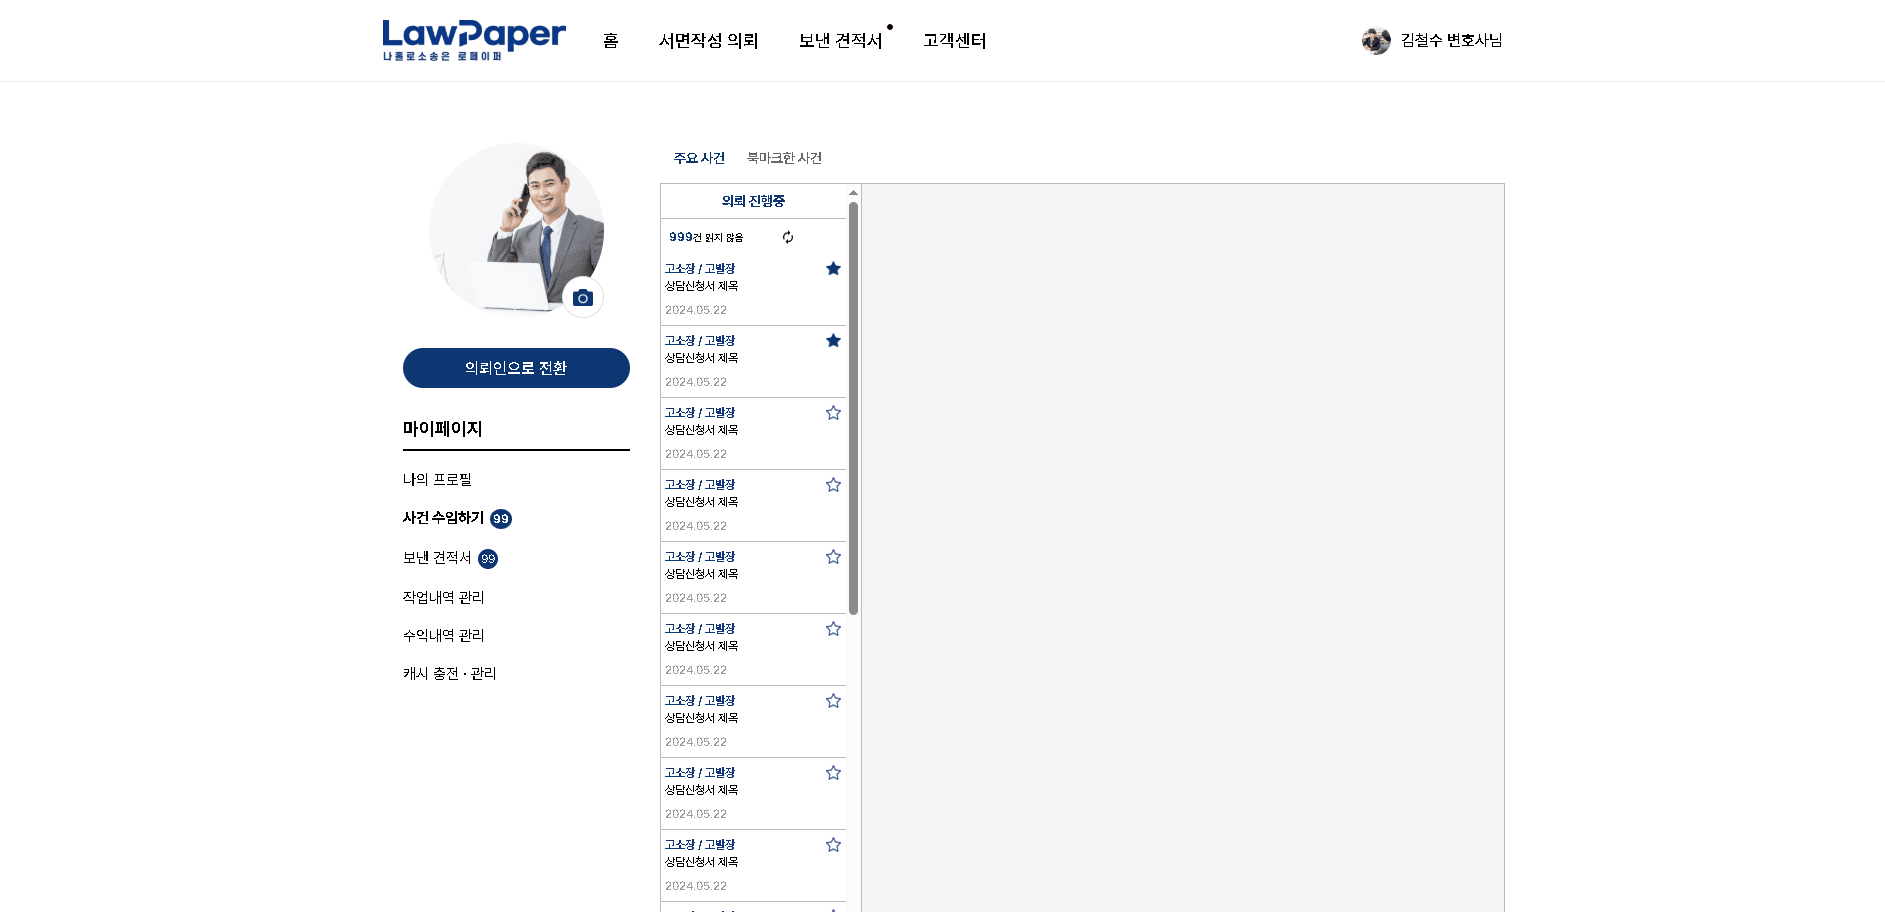 LawPaper
나홀로소송은 로페이퍼
홈
서면작성 의뢰
보낸 견적서
고객센터
김철수 변호사님
의뢰인으로 전환
마이페이지
나의 프로필
사건 수임하기 99
보낸 견적서 99
작업내역 관리
수익내역 관리
캐시 충전 · 관리
주요 사건
북마크한 사건
의뢰 진행중
999건 읽지 않음
고소장 / 고발장
상담신청서 제목
2024.05.22
고소장 / 고발장
상담신청서 제목
2024.05.22
고소장 / 고발장
상담신청서 제목
2024.05.22
고소장 / 고발장
상담신청서 제목
2024.05.22
고소장 / 고발장
상담신청서 제목
2024.05.22
고소장 / 고발장
상담신청서 제목
2024.05.22
고소장 / 고발장
상담신청서 제목
2024.05.22
고소장 / 고발장
상담신청서 제목
2024.05.22
고소장 / 고발장
상담신청서 제목
2024.05.22